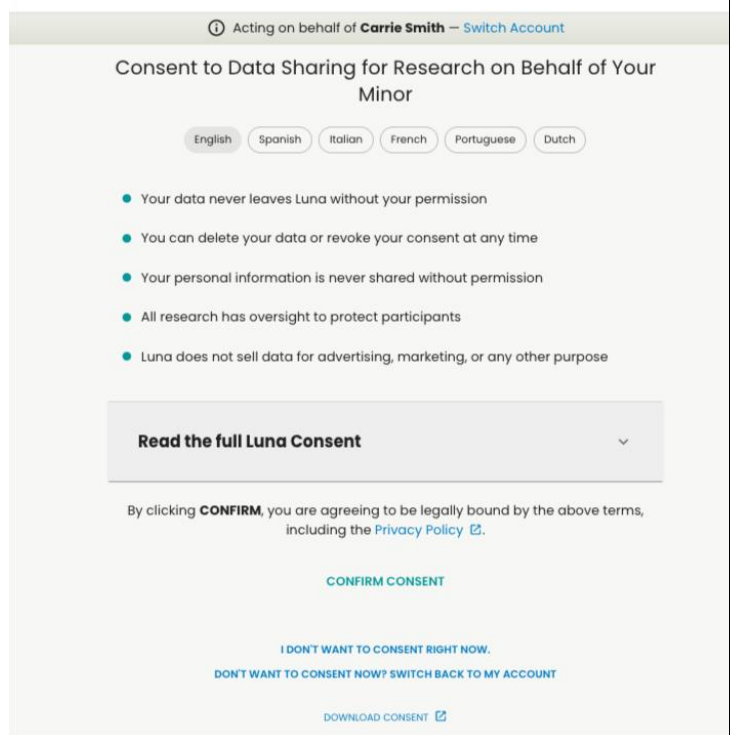 Acting on behalf of Carrie Smith — Switch Account
Consent to Data Sharing for Research on Behalf of Your
Minor
English Spanish Italian French Portuguese Dutch
Your data never leaves Luna without your permission
You can delete your data or revoke your consent at any time
Your personal information is never shared without permission
All research has oversight to protect participants
Luna does not sell data for advertising, marketing, or any other purpose
Read the full Luna Consent
By clicking CONFIRM, you are agreeing to be legally bound by the above terms,
including the Privacy Policy.
CONFIRM CONSENT
I DON'T WANT TO CONSENT RIGHT NOW.
DON'T WANT TO CONSENT NOW? SWITCH BACK TO MY ACCOUNT
DOWNLOAD CONSENT